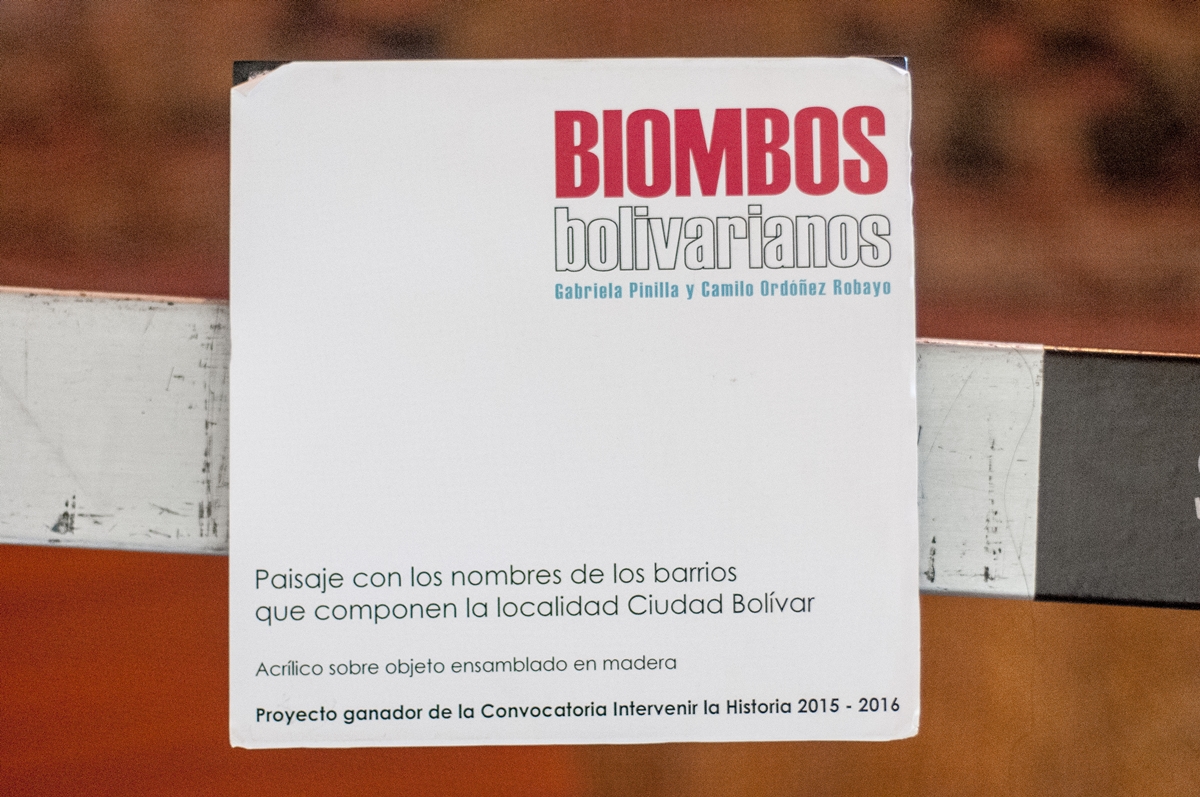 BIOMBOS
bolivarianos
Gabriela Pinilla y Camilo Ordóñez Robayo
Paisaje con los nombres de los barrios
que componen la localidad Ciudad Bolívar
Acrílico sobre objeto ensamblado en madera
Proyecto ganador de la Convocatoria Intervenir la Historia 2015 - 2016